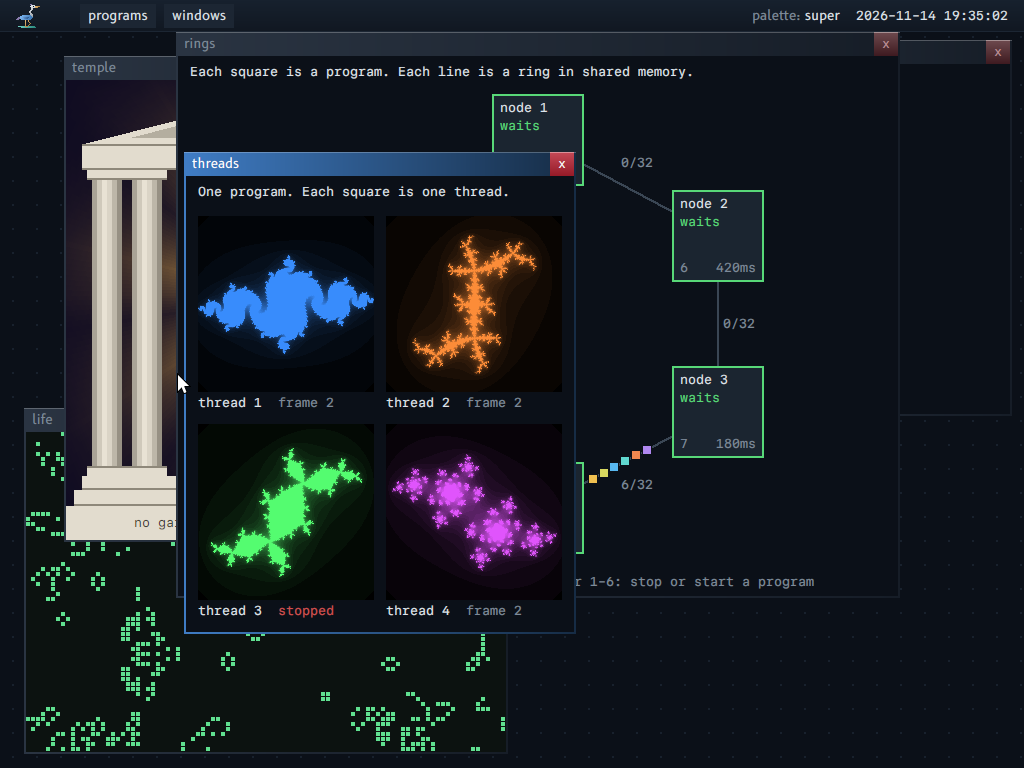 programs windows palette: super 2026-11-14 19:35:02
rings x
x
temple
Each square is a program. Each line is a ring in shared memory.
node 1
waits
0/32
node 2
waits
6 420ms
0/32
node 3
waits
7 180ms
6/32
1-6: stop or start a program
threads x
One program. Each square is one thread.
thread 1 frame 2
thread 2 frame 2
thread 3 stopped
thread 4 frame 2
life
no